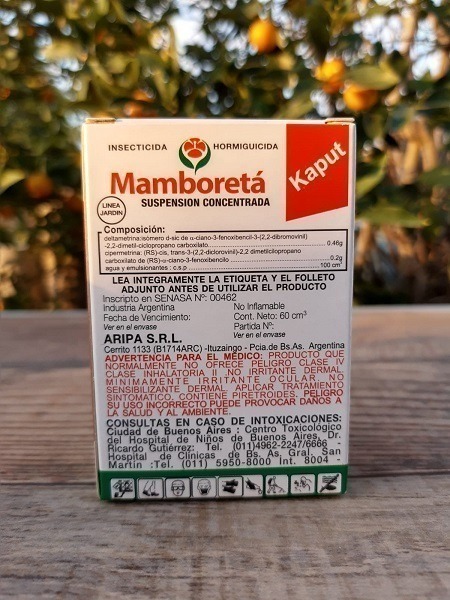 INSECTICIDA HORMIGUICIDA
Mamboretá
Kaput
SUSPENSION CONCENTRADA
LINEA
JARDIN
Composición:
deltametrina:isómero d-sic de α-ciano-3-fenoxibencil-3-(2,2-dibromovinil)
-2,2-dimetil-ciclopropano carboxilato. 0.46g
cipermetrina: (RS)-cis, trans-3-(2,2-diclorovinil)-2,2 dimetilciclopropano
carboxilato de (RS)-α-ciano-3-fenoxibencilo 0.2g
agua y emulsionantes : c.s.p. 100 cm³
LEA INTEGRAMENTE LA ETIQUETA Y EL FOLLETO
ADJUNTO ANTES DE UTILIZAR EL PRODUCTO
Inscripto en SENASA Nº: 00462
Industria Argentina No Inflamable
Fecha de Vencimiento: Cont. Neto: 60 cm³
Ver en el envase Partida Nº:
Ver en el envase
ARIPA S.R.L.
Cerrito 1133 (B1714ARC) -Ituzaingo - Pcia.de Bs.As. Argentina
ADVERTENCIA PARA EL MÉDICO: PRODUCTO QUE
NORMALMENTE NO OFRECE PELIGRO CLASE IV
CLASE INHALATORIA II .NO IRRITANTE DERMAL.
MINIMAMENTE IRRITANTE OCULAR. NO
SENSIBILIZANTE DERMAL. APLICAR TRATAMIENTO
SINTOMATICO. CONTIENE PIRETROIDES. PELIGRO
SU USO INCORRECTO PUEDE PROVOCAR DAÑOS A
LA SALUD Y AL AMBIENTE.
CONSULTAS EN CASO DE INTOXICACIONES:
Ciudad de Buenos Aires : Centro Toxicológico
del Hospital de Niños de Buenos Aires, Dr.
Ricardo Gutiérrez: Tel. (011)4962-2247/6666 -
Hospital de Clínicas de Bs. As. Gral. San
Martín :Tel. (011) 5950-8000 Int. 8004 -